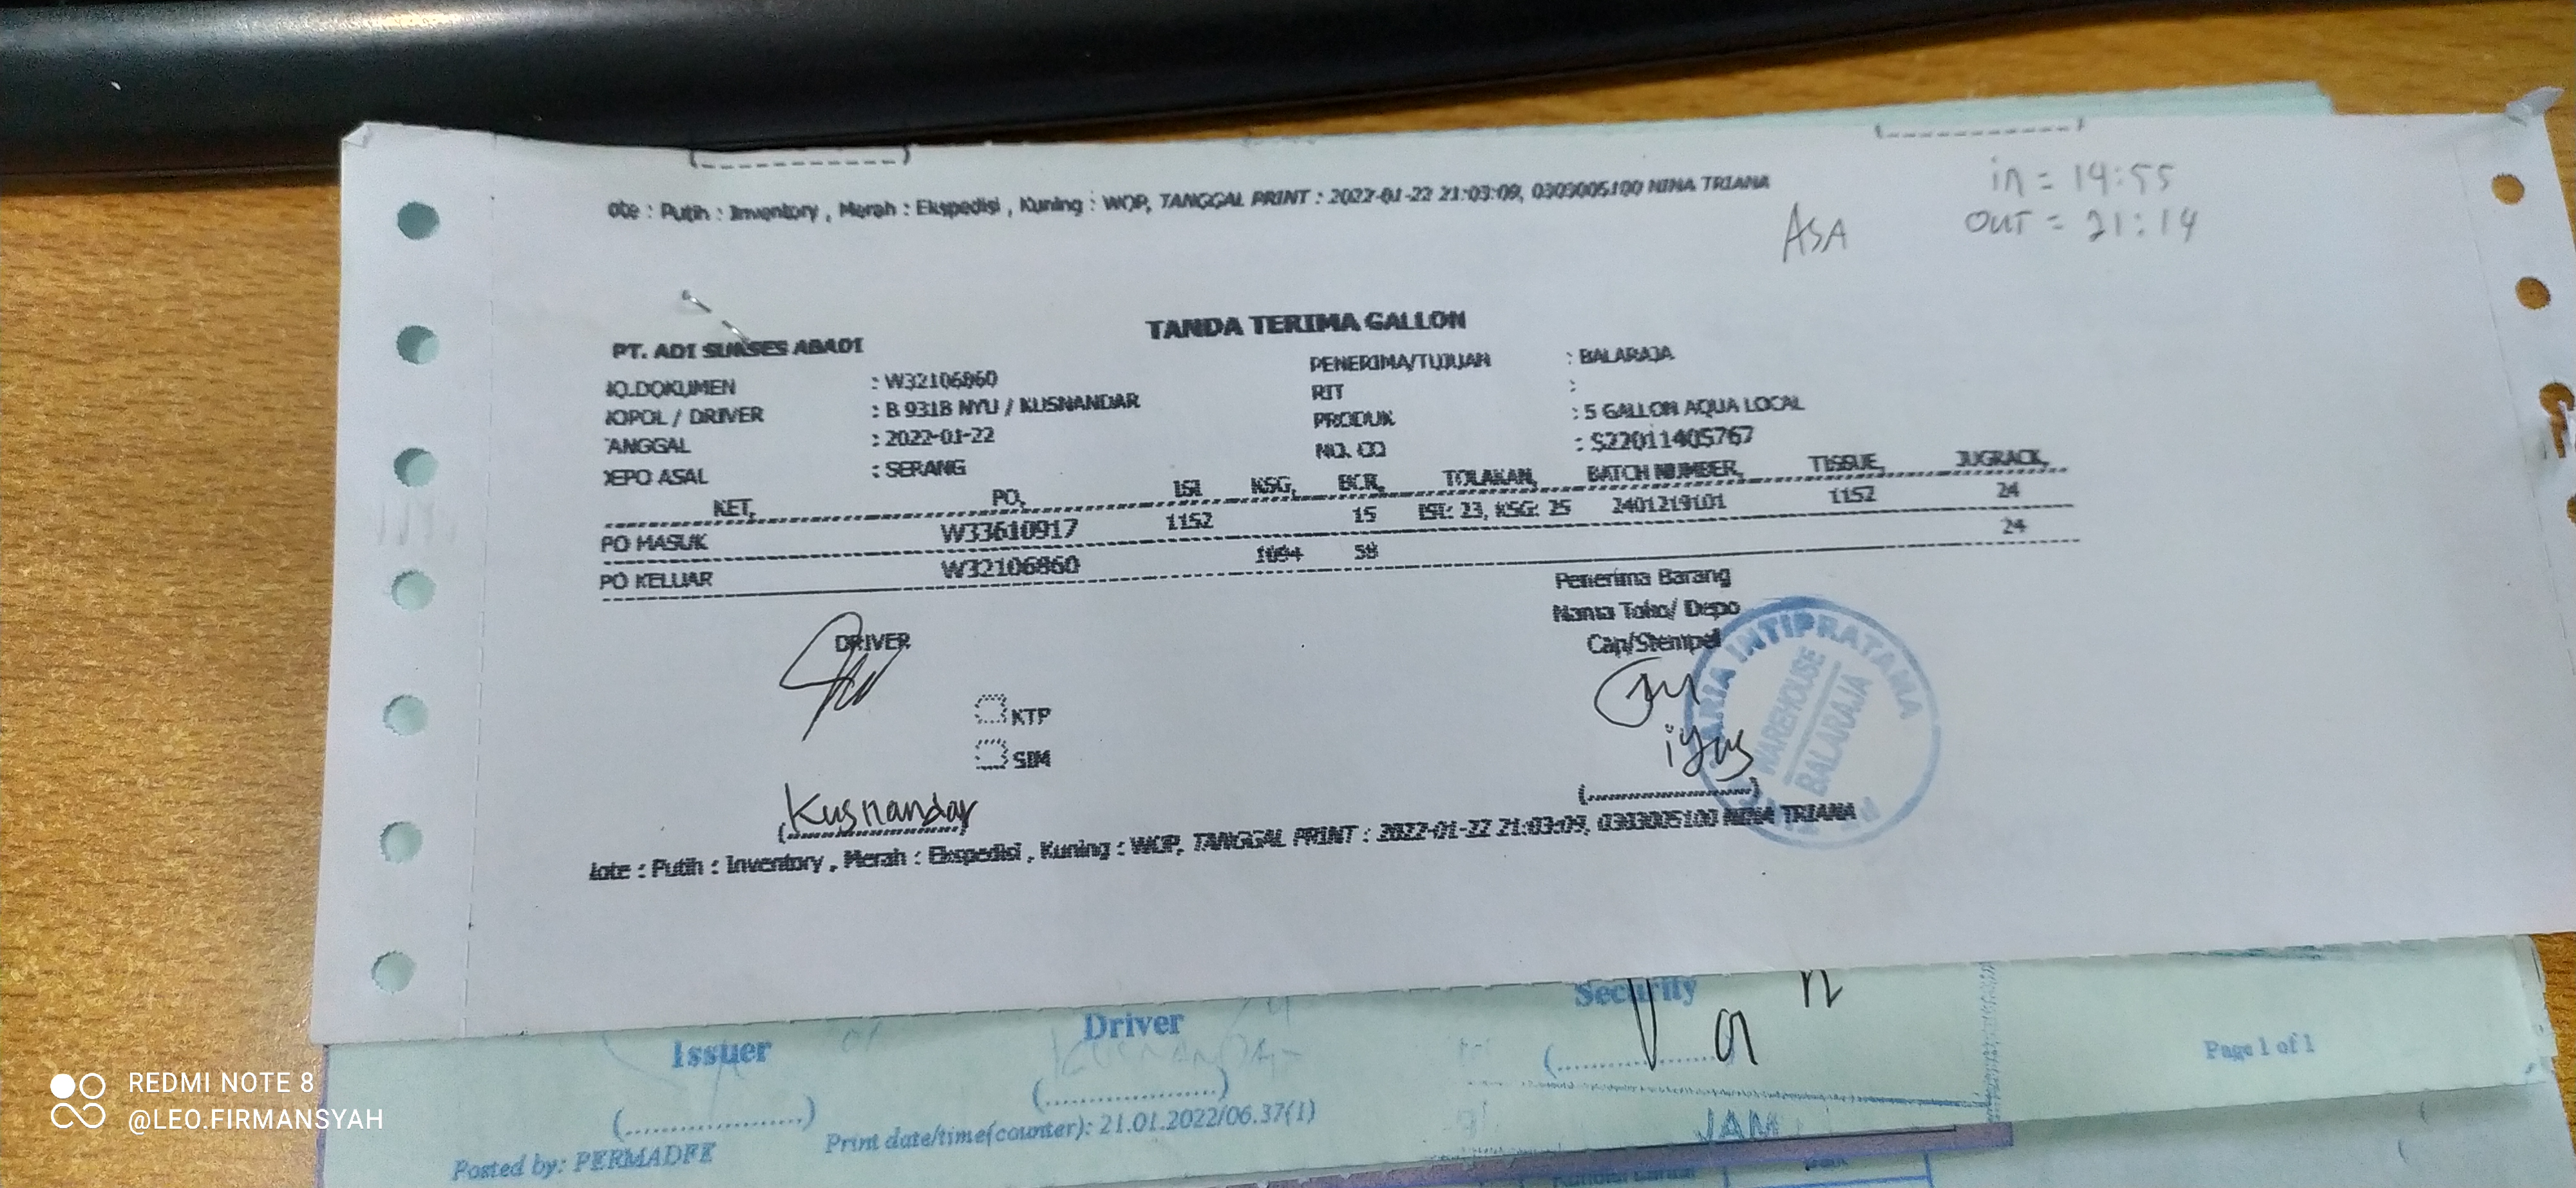 ote : Putih : Inventory , Merah : Ekspedisi , Kuning : WOP, TANGGAL PRINT : 2022-01-22 21:03:09, 0303005100 NINA TRIANA
in = 14:55
ASA
OUT = 21:14
TANDA TERIMA GALLON
PT. ADI SUKSES ABADI
IO.DOKUMEN : W32106860
PENERIMA/TUJUAN : BALARAJA
IOPOL / DRIVER : B 9318 NYU / KUSNANDAR
RIT :
TANGGAL : 2022-01-22
PRODUK : 5 GALLON AQUA LOCAL
DEPO ASAL : SERANG
NO. CO : S22011405767
KET, PO, ISI KSG, BCR, TOLAKAN, BATCH NUMBER, TISSUE, JUGRACK,
PO MASUK W33610917 1152 15 ISI: 23, KSG: 25 2401219101 1152 24
PO KELUAR W32106860 1094 58 24
DRIVER
Penerima Barang
Nama Toko/ Depo
Cap/Stempel
KTP
SIM
INTIPRATAMA
WAREHOUSE
BALARAJA
iyus
Kusnandar
(....................)
lote : Putih : Inventory , Merah : Ekspedisi , Kuning : WOP, TANGGAL PRINT : 2022-01-22 21:03:09, 0303005100 NINA TRIANA
Issuer
Driver
Security
KUSNANDAR
Page 1 of 1
Posted by: PERMADFE
Print date/time(counter): 21.01.2022/06.37(1)
JAM
REDMI NOTE 8
@LEO.FIRMANSYAH